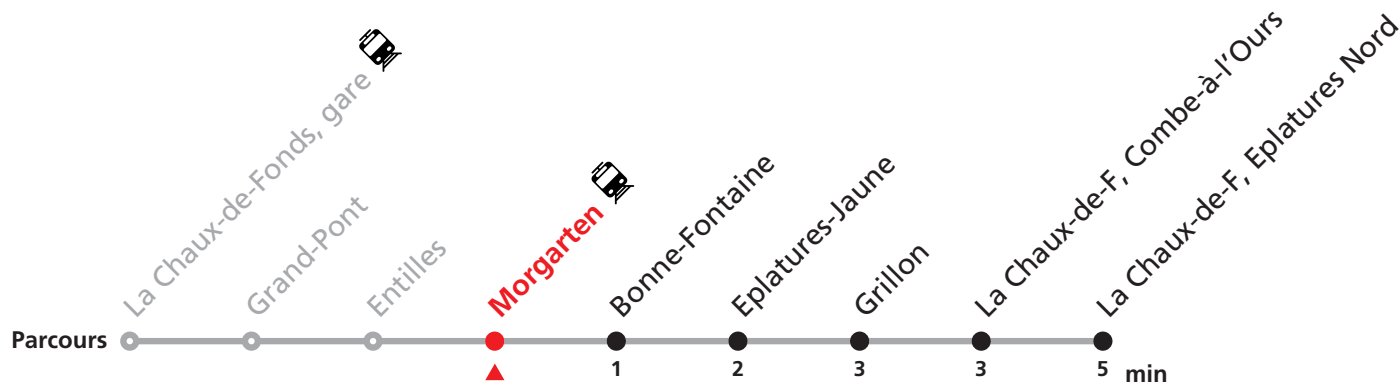 La Chaux-de-Fonds, gare
Grand-Pont
Entilles
Morgarten
Bonne-Fontaine
Eplatures-Jaune
Grillon
La Chaux-de-F, Combe-à-l'Ours
La Chaux-de-F, Eplatures Nord
Parcours
1 2 3 3 5 min